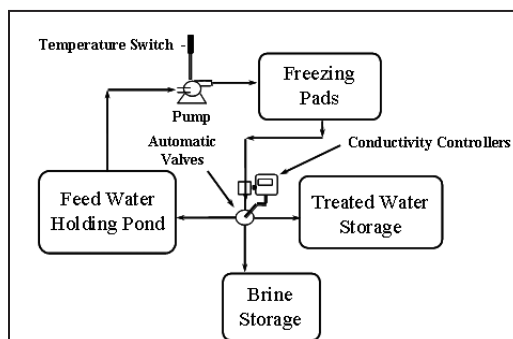 Temperature Switch
Pump
Freezing
Pads
Automatic
Valves
Conductivity Controllers
Feed Water
Holding Pond
Treated Water
Storage
Brine
Storage